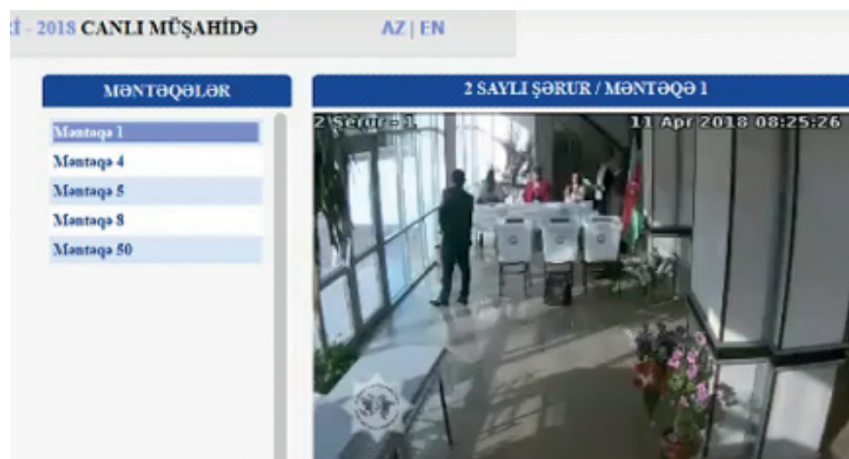 İ - 2018 CANLI MÜŞAHİDƏ
AZ | EN
MƏNTƏQƏLƏR
Məntəqə 1
Məntəqə 4
Məntəqə 5
Məntəqə 8
Məntəqə 50
2 SAYLI ŞƏRUR / MƏNTƏQƏ 1
2 Serur - 1
11 Apr 2018 08:25:26